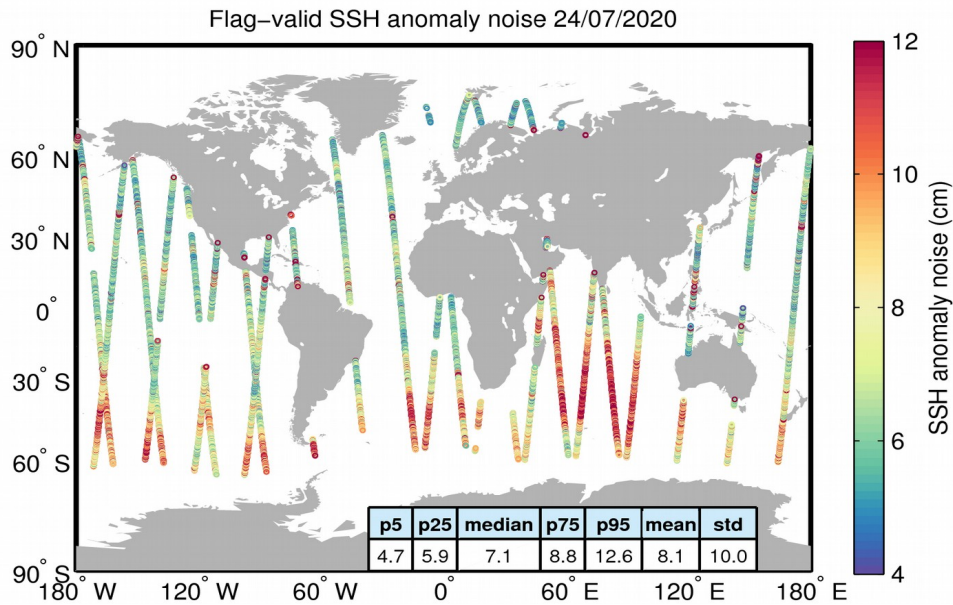 Flag−valid SSH anomaly noise 24/07/2020
90° N
60° N
30° N
0°
30° S
60° S
90° S
180° W 120° W 60° W 0° 60° E 120° E 180° E
p5 p25 median p75 p95 mean std
4.7 5.9 7.1 8.8 12.6 8.1 10.0
12
10
8
6
4
SSH anomaly noise (cm)